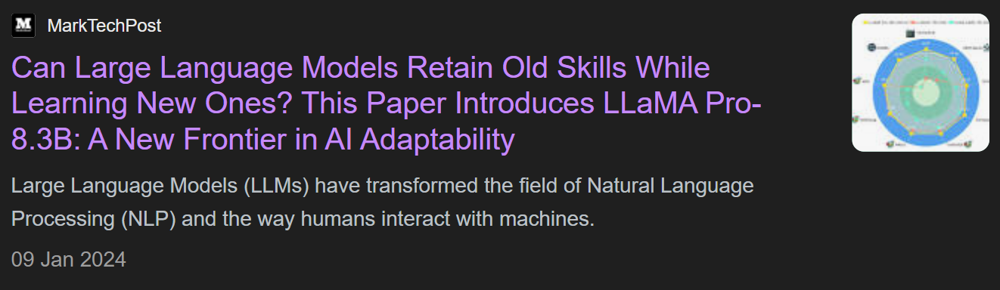 M
MarkTechPost
Can Large Language Models Retain Old Skills While
Learning New Ones? This Paper Introduces LLaMA Pro-
8.3B: A New Frontier in AI Adaptability
Large Language Models (LLMs) have transformed the field of Natural Language
Processing (NLP) and the way humans interact with machines.
09 Jan 2024